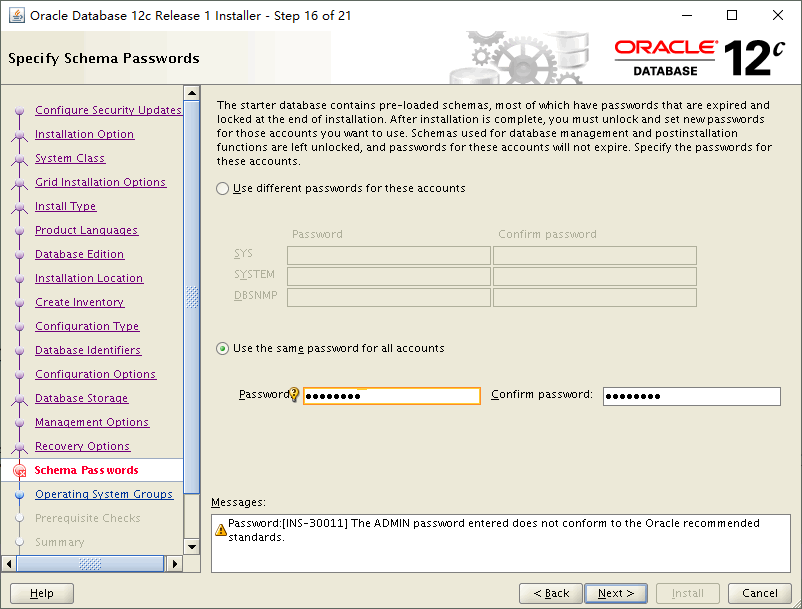 Oracle Database 12c Release 1 Installer - Step 16 of 21
Specify Schema Passwords
ORACLE
DATABASE
12c
Configure Security Updates
Installation Option
System Class
Grid Installation Options
Install Type
Product Languages
Database Edition
Installation Location
Create Inventory
Configuration Type
Database Identifiers
Configuration Options
Database Storage
Management Options
Recovery Options
Schema Passwords
Operating System Groups
Prerequisite Checks
Summary
The starter database contains pre-loaded schemas, most of which have passwords that are expired and
locked at the end of installation. After installation is complete, you must unlock and set new passwords
for those accounts you want to use. Schemas used for database management and postinstallation
functions are left unlocked, and passwords for these accounts will not expire. Specify the passwords for
these accounts.
Use different passwords for these accounts
Password Confirm password
SYS
SYSTEM
DBSNMP
Use the same password for all accounts
Password Confirm password:
Messages:
Password:[INS-30011] The ADMIN password entered does not conform to the Oracle recommended
standards.
Help < Back Next > Install Cancel